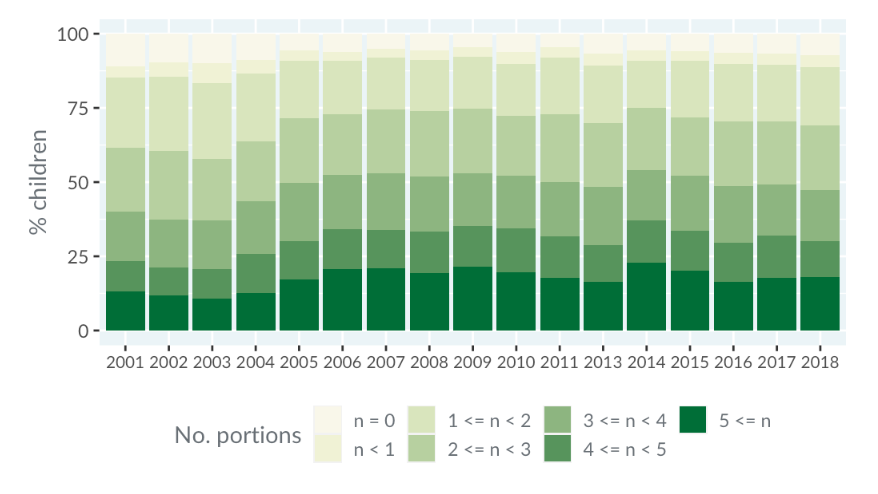 100
75
50
25
0
% children
2001 2002 2003 2004 2005 2006 2007 2008 2009 2010 2011 2013 2014 2015 2016 2017 2018
No. portions
n = 0 1 <= n < 2 3 <= n < 4 5 <= n
n < 1 2 <= n < 3 4 <= n < 5